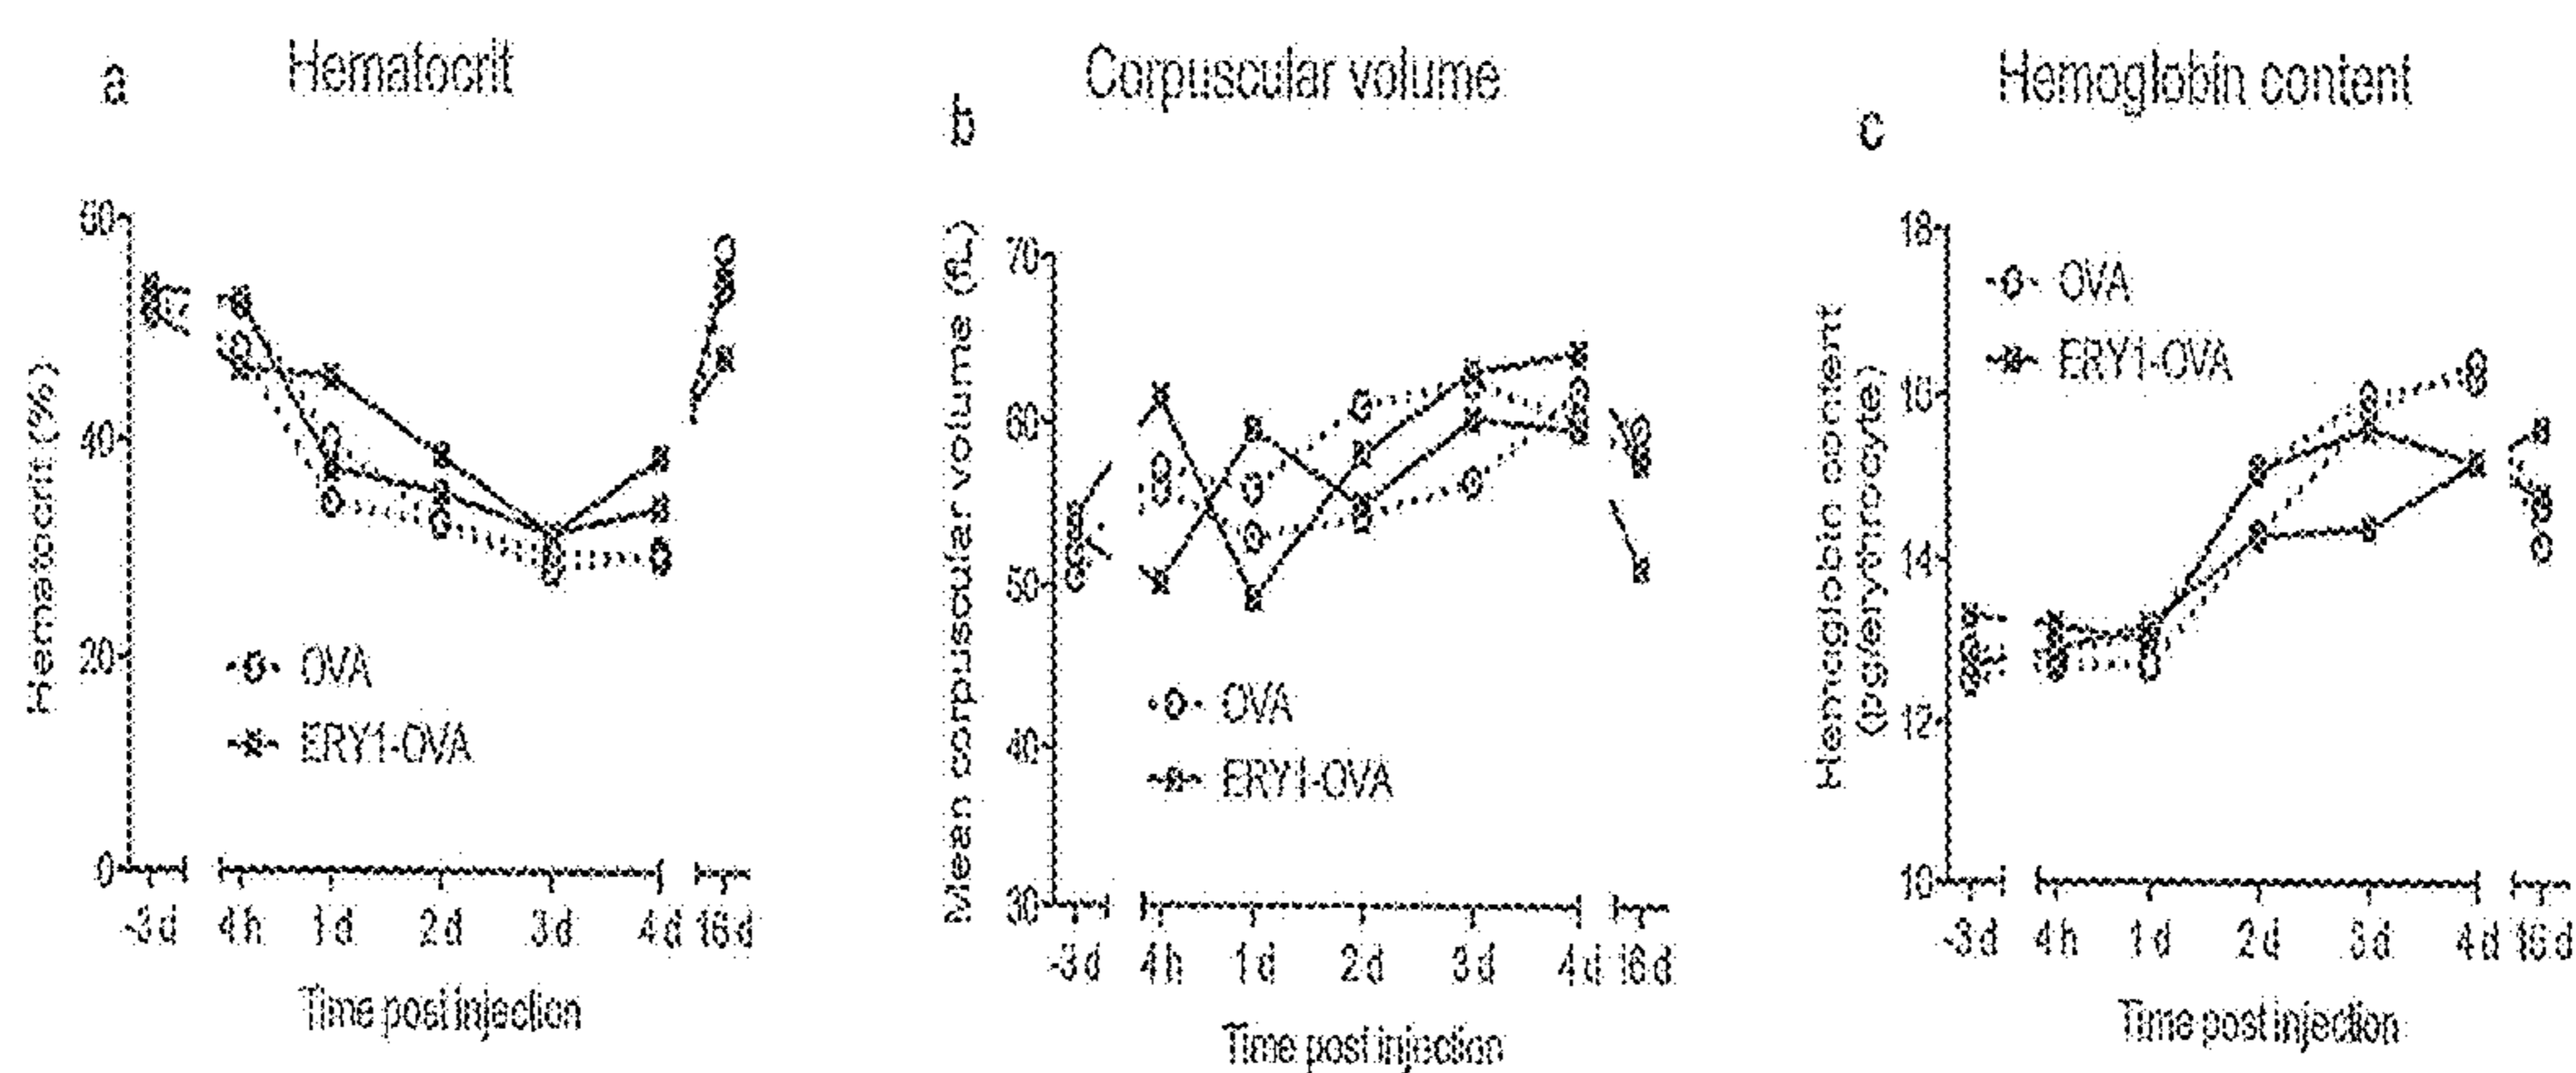 a Hematocrit
Hematocrit (%)
60
40
20
0
OVA
ERY1-OVA
-3d 4h 1d 2d 3d 4d 16d
Time post injection
b Corpuscular volume
Mean corpuscular volume (fL)
70
60
50
40
30
OVA
ERY1-OVA
-3d 4h 1d 2d 3d 4d 16d
Time post injection
c Hemoglobin content
Hemoglobin content
(pg/erythrocyte)
18
16
14
12
10
OVA
ERY1-OVA
-3d 4h 1d 2d 3d 4d 16d
Time post injection